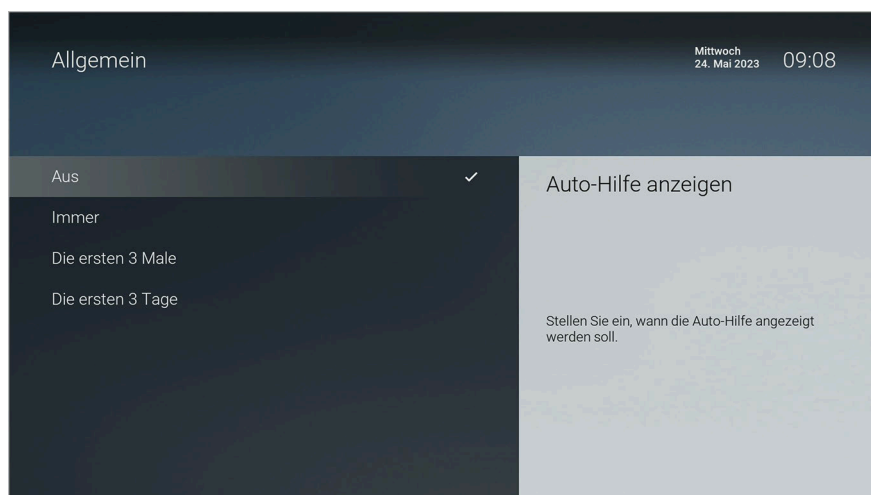 Allgemein
Mittwoch
24. Mai 2023
09:08
Aus
Immer
Die ersten 3 Male
Die ersten 3 Tage
Auto-Hilfe anzeigen
Stellen Sie ein, wann die Auto-Hilfe angezeigt
werden soll.